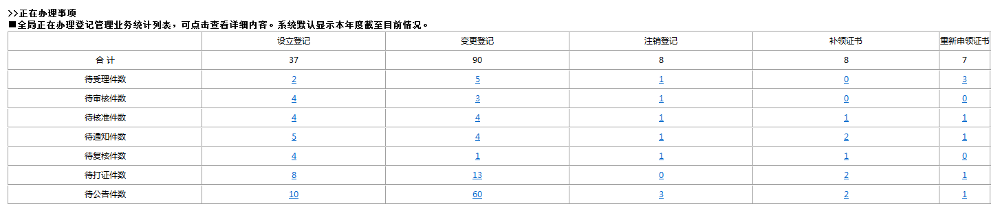 >>正在办理事项
■全局正在办理登记管理业务统计列表，可点击查看详细内容。系统默认显示本年度截至目前情况。
设立登记 变更登记 注销登记 补领证书 重新申领证书
合 计 37 90 8 8 7
待受理件数 2 5 1 0 3
待审核件数 4 3 1 0 0
待核准件数 4 4 1 1 1
待通知件数 5 4 1 2 1
待复核件数 4 1 1 1 0
待打证件数 8 13 0 2 1
待公告件数 10 60 3 2 1